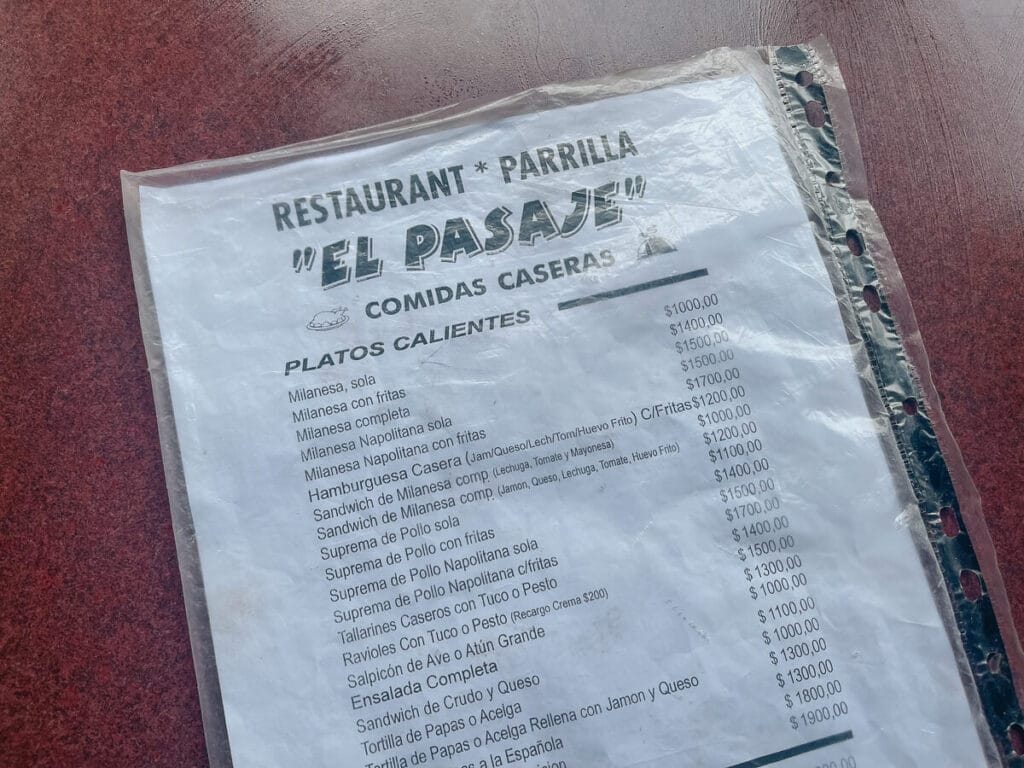 RESTAURANT * PARRILLA
"EL PASAJE"
COMIDAS CASERAS
PLATOS CALIENTES
Milanesa, sola $1000,00
Milanesa con fritas $1400,00
Milanesa completa $1500,00
Milanesa Napolitana sola $1500,00
Milanesa Napolitana con fritas $1700,00
Hamburguesa Casera (Jam/Queso/Lech/Tom/Huevo Frito) C/Fritas $1200,00
Sandwich de Milanesa comp (Lechuga, Tomate y Mayonesa) $1000,00
Sandwich de Milanesa comp. (Jamon, Queso, Lechuga, Tomate, Huevo Frito) $1200,00
Suprema de Pollo sola $1100,00
Suprema de Pollo con fritas $1400,00
Suprema de Pollo Napolitana sola $1500,00
Suprema de Pollo Napolitana c/fritas $1700,00
Tallarines Caseros con Tuco o Pesto $1400,00
Ravioles Con Tuco o Pesto (Recargo Crema $200) $1500,00
Salpicón de Ave o Atún Grande $1300,00
Ensalada Completa $1000,00
Sandwich de Crudo y Queso $1100,00
Tortilla de Papas o Acelga $1000,00
Tortilla de Papas o Acelga Rellena con Jamon y Queso $1300,00
a la Española $1300,00
$1800,00
$1900,00